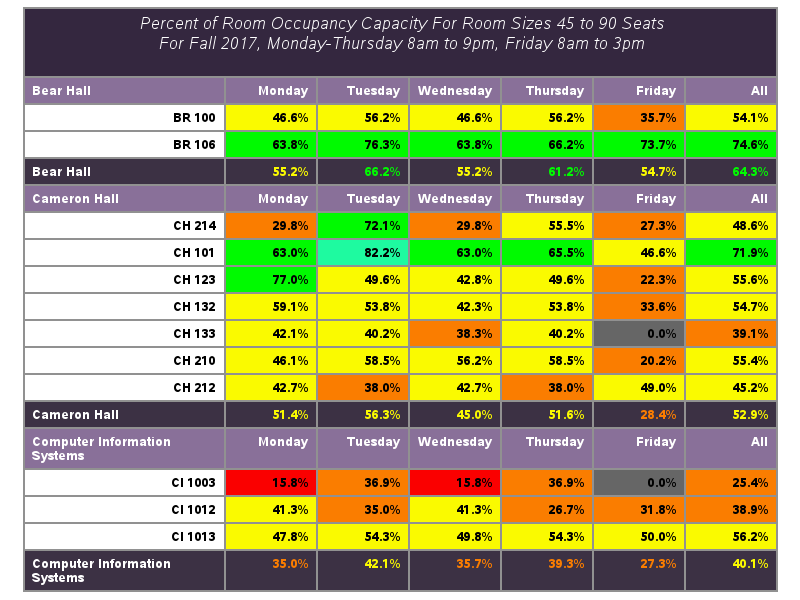 Percent of Room Occupancy Capacity For Room Sizes 45 to 90 Seats
For Fall 2017, Monday-Thursday 8am to 9pm, Friday 8am to 3pm
Bear Hall Monday Tuesday Wednesday Thursday Friday All
BR 100 46.6% 56.2% 46.6% 56.2% 35.7% 54.1%
BR 106 63.8% 76.3% 63.8% 66.2% 73.7% 74.6%
Bear Hall 55.2% 66.2% 55.2% 61.2% 54.7% 64.3%
Cameron Hall Monday Tuesday Wednesday Thursday Friday All
CH 214 29.8% 72.1% 29.8% 55.5% 27.3% 48.6%
CH 101 63.0% 82.2% 63.0% 65.5% 46.6% 71.9%
CH 123 77.0% 49.6% 42.8% 49.6% 22.3% 55.6%
CH 132 59.1% 53.8% 42.3% 53.8% 33.6% 54.7%
CH 133 42.1% 40.2% 38.3% 40.2% 0.0% 39.1%
CH 210 46.1% 58.5% 56.2% 58.5% 20.2% 55.4%
CH 212 42.7% 38.0% 42.7% 38.0% 49.0% 45.2%
Cameron Hall 51.4% 56.3% 45.0% 51.6% 28.4% 52.9%
Computer Information Monday Tuesday Wednesday Thursday Friday All
Systems
CI 1003 15.8% 36.9% 15.8% 36.9% 0.0% 25.4%
CI 1012 41.3% 35.0% 41.3% 26.7% 31.8% 38.9%
CI 1013 47.8% 54.3% 49.8% 54.3% 50.0% 56.2%
Computer Information 35.0% 42.1% 35.7% 39.3% 27.3% 40.1%
Systems